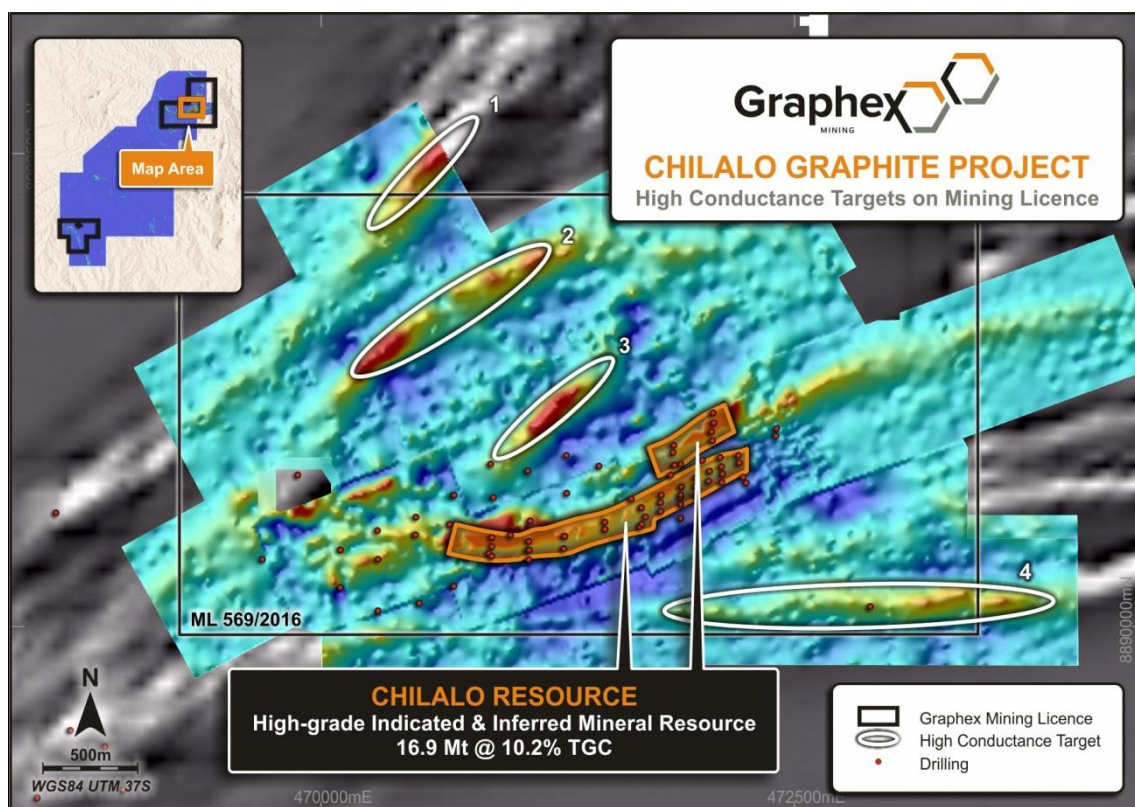 Map Area
Graphex
MINING
CHILALO GRAPHITE PROJECT
High Conductance Targets on Mining Licence
1
2
3
4
ML 569/2016
CHILALO RESOURCE
High-grade Indicated & Inferred Mineral Resource
16.9 Mt @ 10.2% TGC
N
500m
WGS84 UTM 37S
470000mE
472500mE
8890000mN
Graphex Mining Licence
High Conductance Target
Drilling